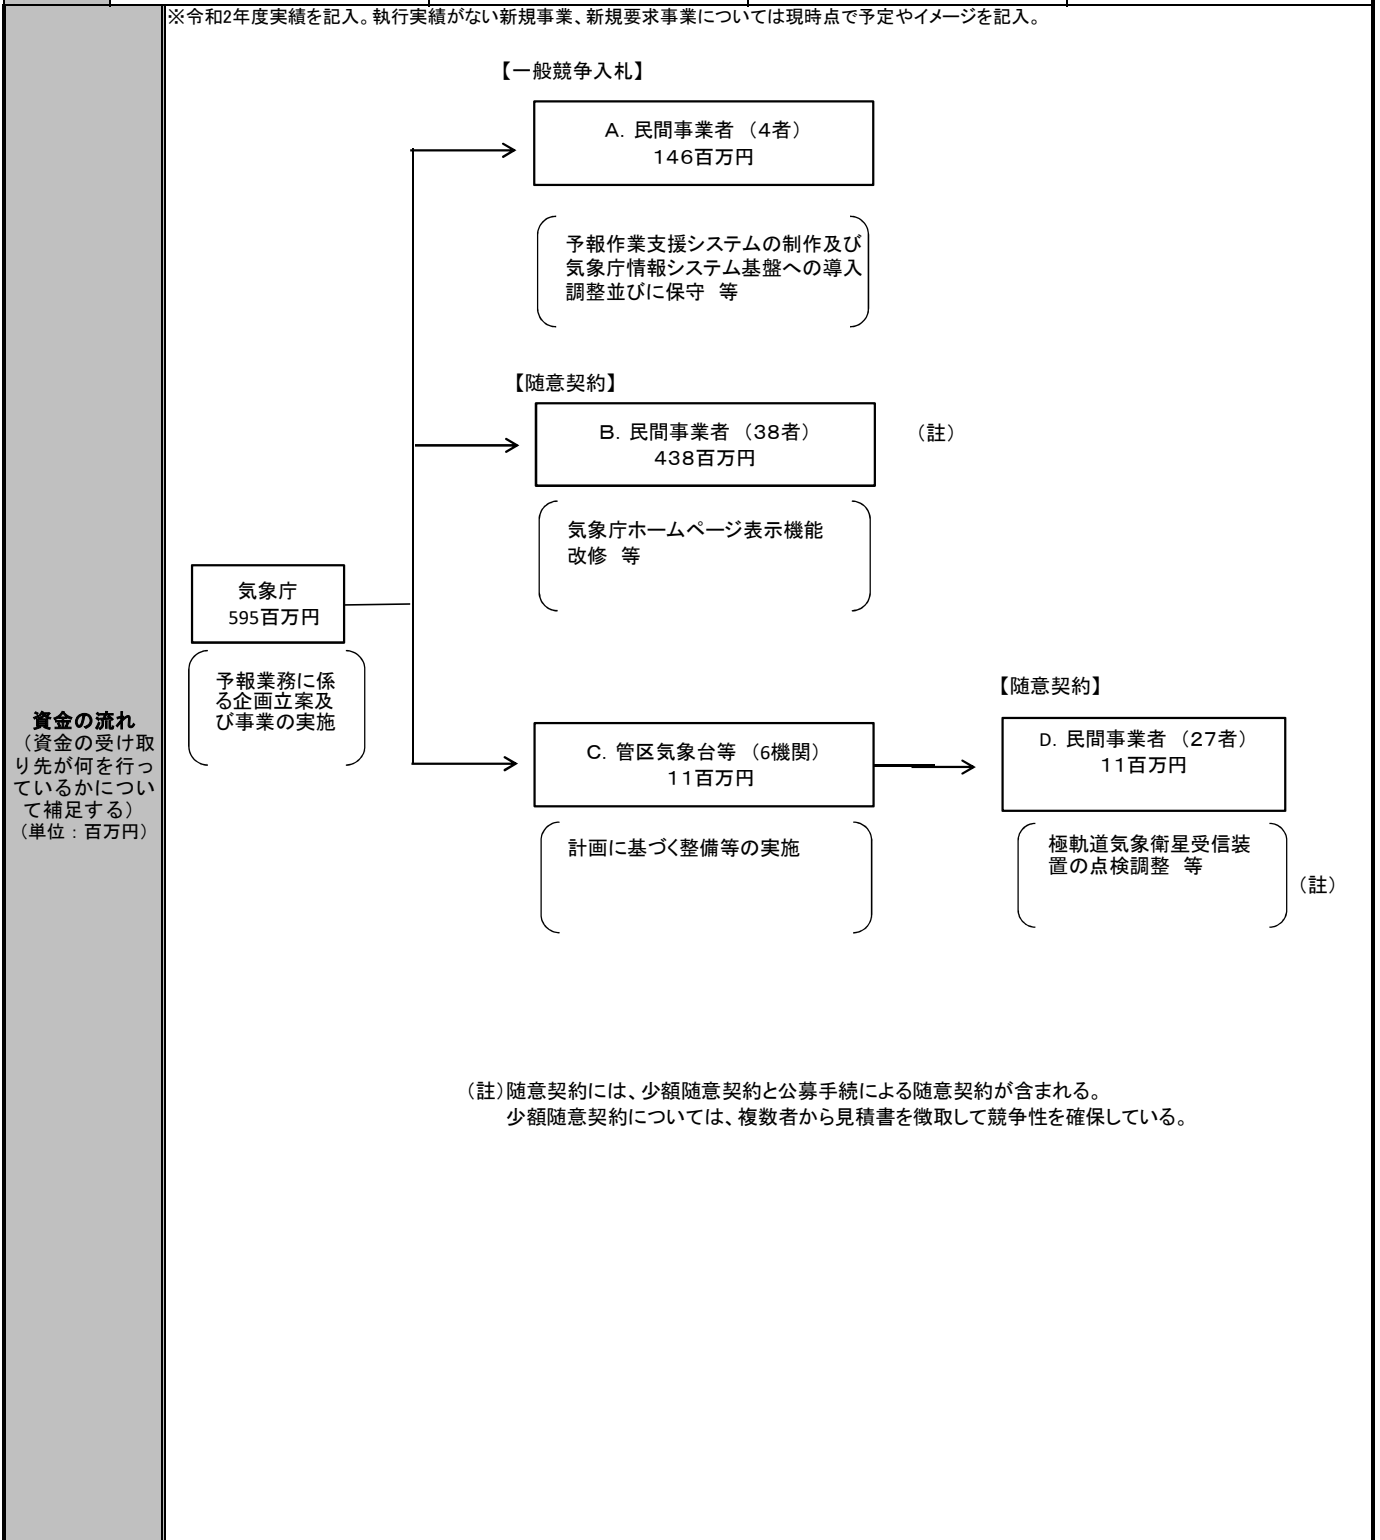 ※令和2年度実績を記入。執行実績がない新規事業、新規要求事業については現時点で予定やイメージを記入。
資金の流れ
（資金の受け取
り先が何を行っ
ているかについ
て補足する）
（単位：百万円）
気象庁
595百万円
予報業務に係
る企画立案及
び事業の実施
【一般競争入札】
A．民間事業者（4者）
146百万円
予報作業支援システムの制作及び
気象庁情報システム基盤への導入
調整並びに保守 等
【随意契約】
B．民間事業者（38者）
438百万円
（註）
気象庁ホームページ表示機能
改修 等
C．管区気象台等（6機関）
11百万円
計画に基づく整備等の実施
【随意契約】
D．民間事業者（27者）
11百万円
極軌道気象衛星受信装
置の点検調整 等
（註）
（註）随意契約には、少額随意契約と公募手続による随意契約が含まれる。
少額随意契約については、複数者から見積書を徴取して競争性を確保している。